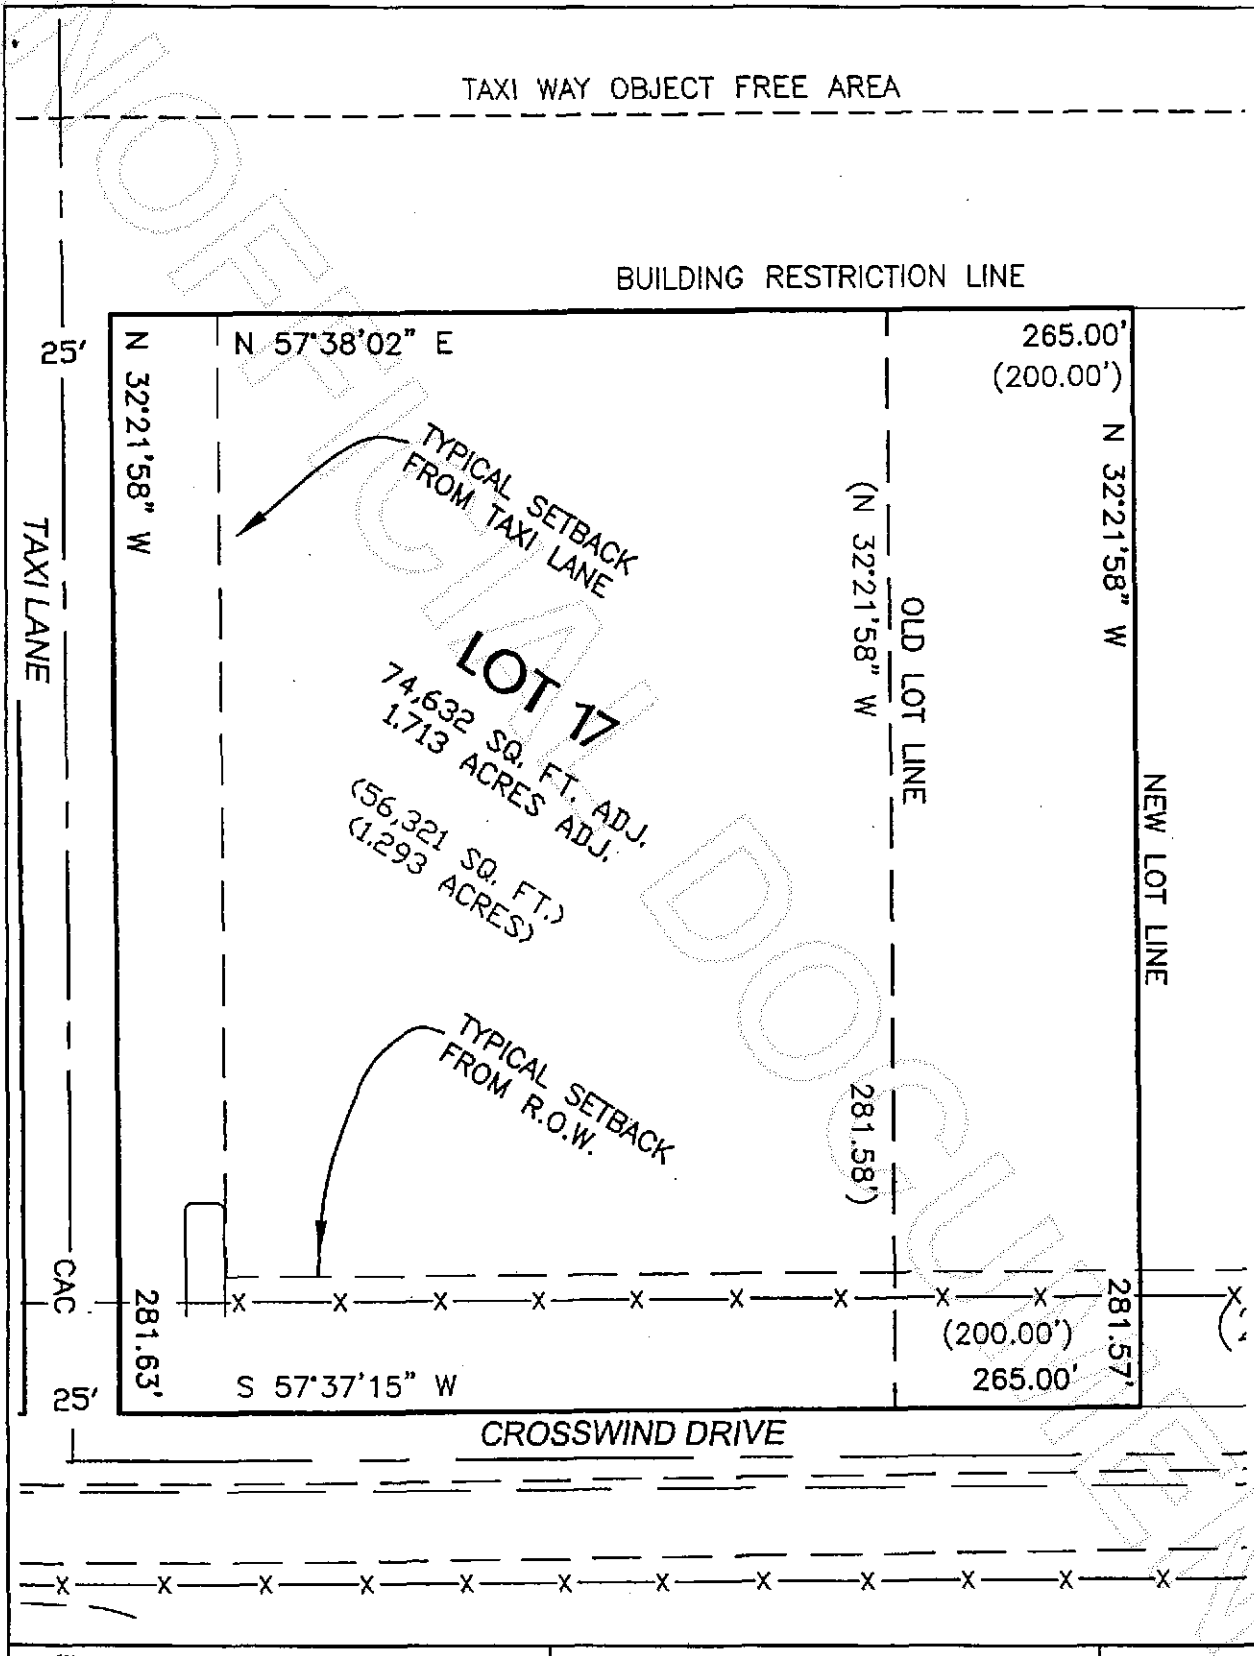 TAXI WAY OBJECT FREE AREA
BUILDING RESTRICTION LINE
25'
N 32°21'58" W
N 57°38'02" E
265.00'
(200.00')
N 32°21'58" W
TYPICAL SETBACK
FROM TAXI LANE
(N 32°21'58" W
OLD LOT LINE
TAXI LANE
LOT 17
74,632 SQ. FT. ADJ.
1.713 ACRES ADJ.
(56,321 SQ. FT.)
(1.293 ACRES)
NEW LOT LINE
TYPICAL SETBACK
FROM R.O.W.
281.58')
CAC
281.63'
281.57'
X X X X X X X X X X
(200.00')
265.00'
25'
S 57°37'15" W
CROSSWIND DRIVE
X X X X X X X X X X X X
NOFFICIAL DOCUMEN